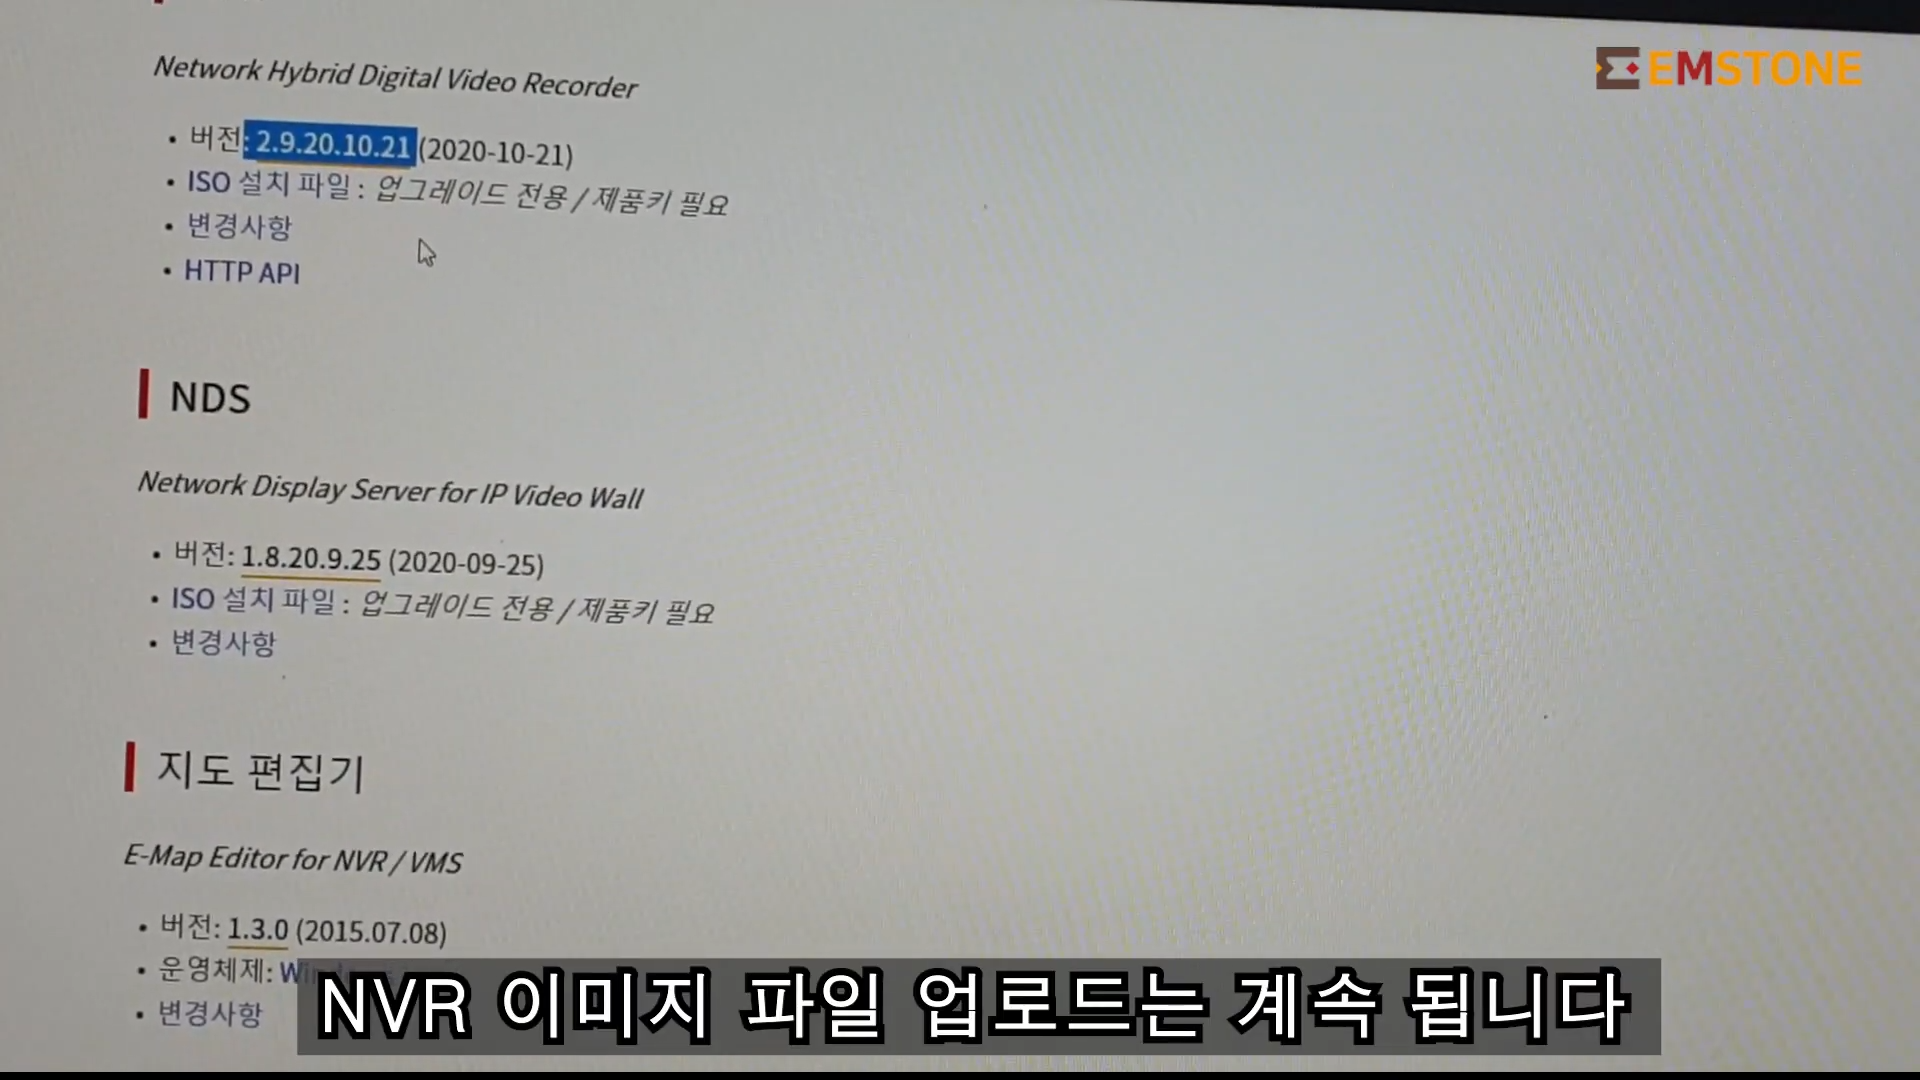 EMSTONE
Network Hybrid Digital Video Recorder
• 버전: 2.9.20.10.21 (2020-10-21)
• ISO 설치 파일 : 업그레이드 전용 / 제품키 필요
• 변경사항
• HTTP API
NDS
Network Display Server for IP Video Wall
• 버전: 1.8.20.9.25 (2020-09-25)
• ISO 설치 파일 : 업그레이드 전용 / 제품키 필요
• 변경사항
지도 편집기
E-Map Editor for NVR / VMS
• 버전: 1.3.0 (2015.07.08)
• 운영체제:
• 변경사항
NVR 이미지 파일 업로드는 계속 됩니다